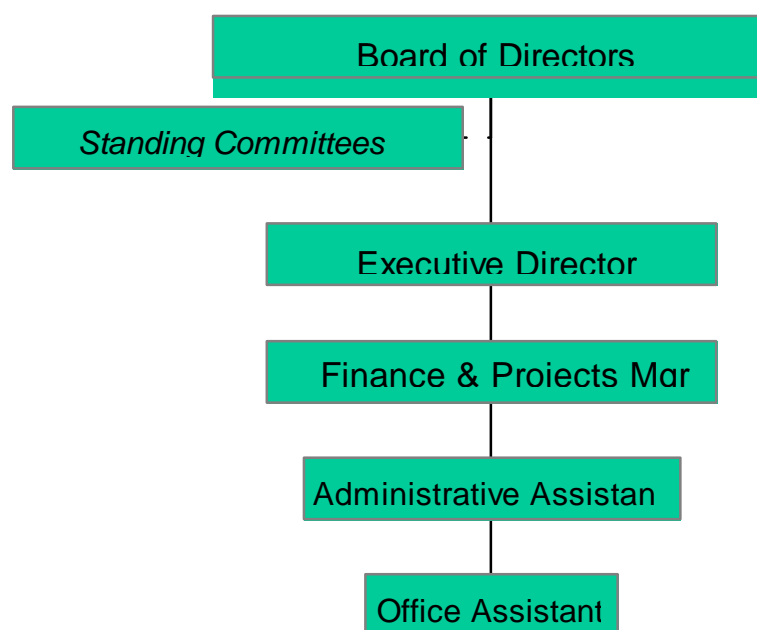 Board of Directors
Standing Committees
Executive Director
Finance & Projects Mgr
Administrative Assistan
Office Assistant